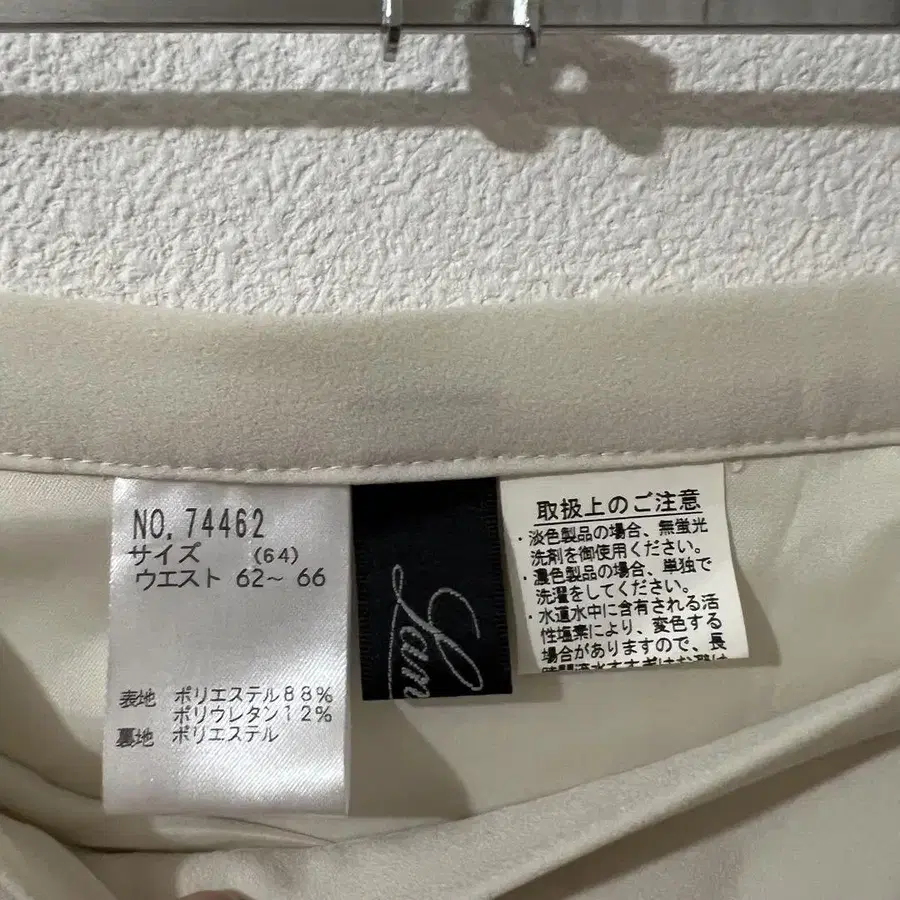 NO. 74462
サイズ (64)
ウエスト 62～66
表地 ポリエステル88%
ポリウレタン12%
裏地 ポリエステル
Lam
取扱上のご注意
・淡色製品の場合、無蛍光
洗剤を御使用ください。
・濃色製品の場合、単独で
洗濯をしてください。
・水道水中に含有される活
性塩素により、変色する
場合がありますので、長